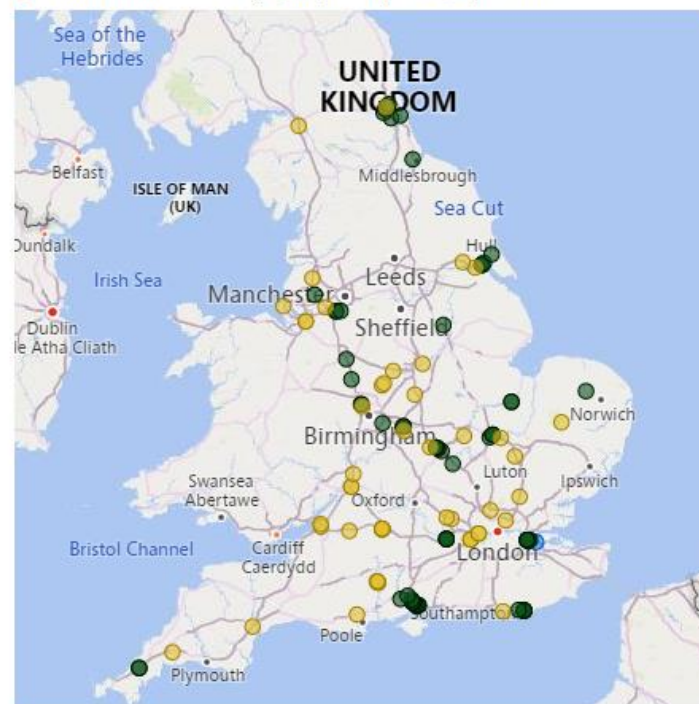 Sea of the
Hebrides
UNITED
KINGDOM
Belfast
Middlesbrough
ISLE OF MAN
(UK)
Sea Cut
Dundalk
Hull
Irish Sea
Leeds
Manchester
Dublin
le Atha Cliath
Sheffield
Norwich
Birmingham
Luton
Ipswich
Swansea
Abertawe
Oxford
Bristol Channel
Cardiff
Caerdydd
London
Southampton
Poole
Plymouth